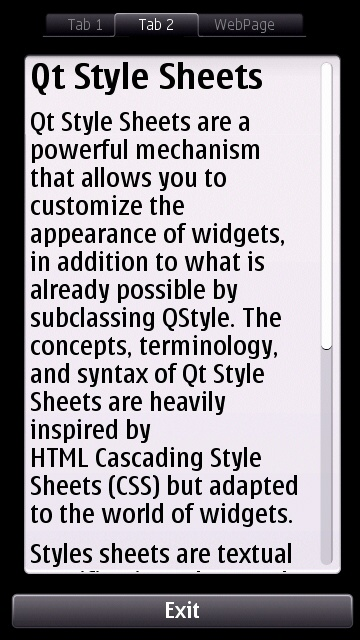 Tab 1 Tab 2 WebPage
Qt Style Sheets
Qt Style Sheets are a
powerful mechanism
that allows you to
customize the
appearance of widgets,
in addition to what is
already possible by
subclassing QStyle. The
concepts, terminology,
and syntax of Qt Style
Sheets are heavily
inspired by
HTML Cascading Style
Sheets (CSS) but adapted
to the world of widgets.
Styles sheets are textual
Exit